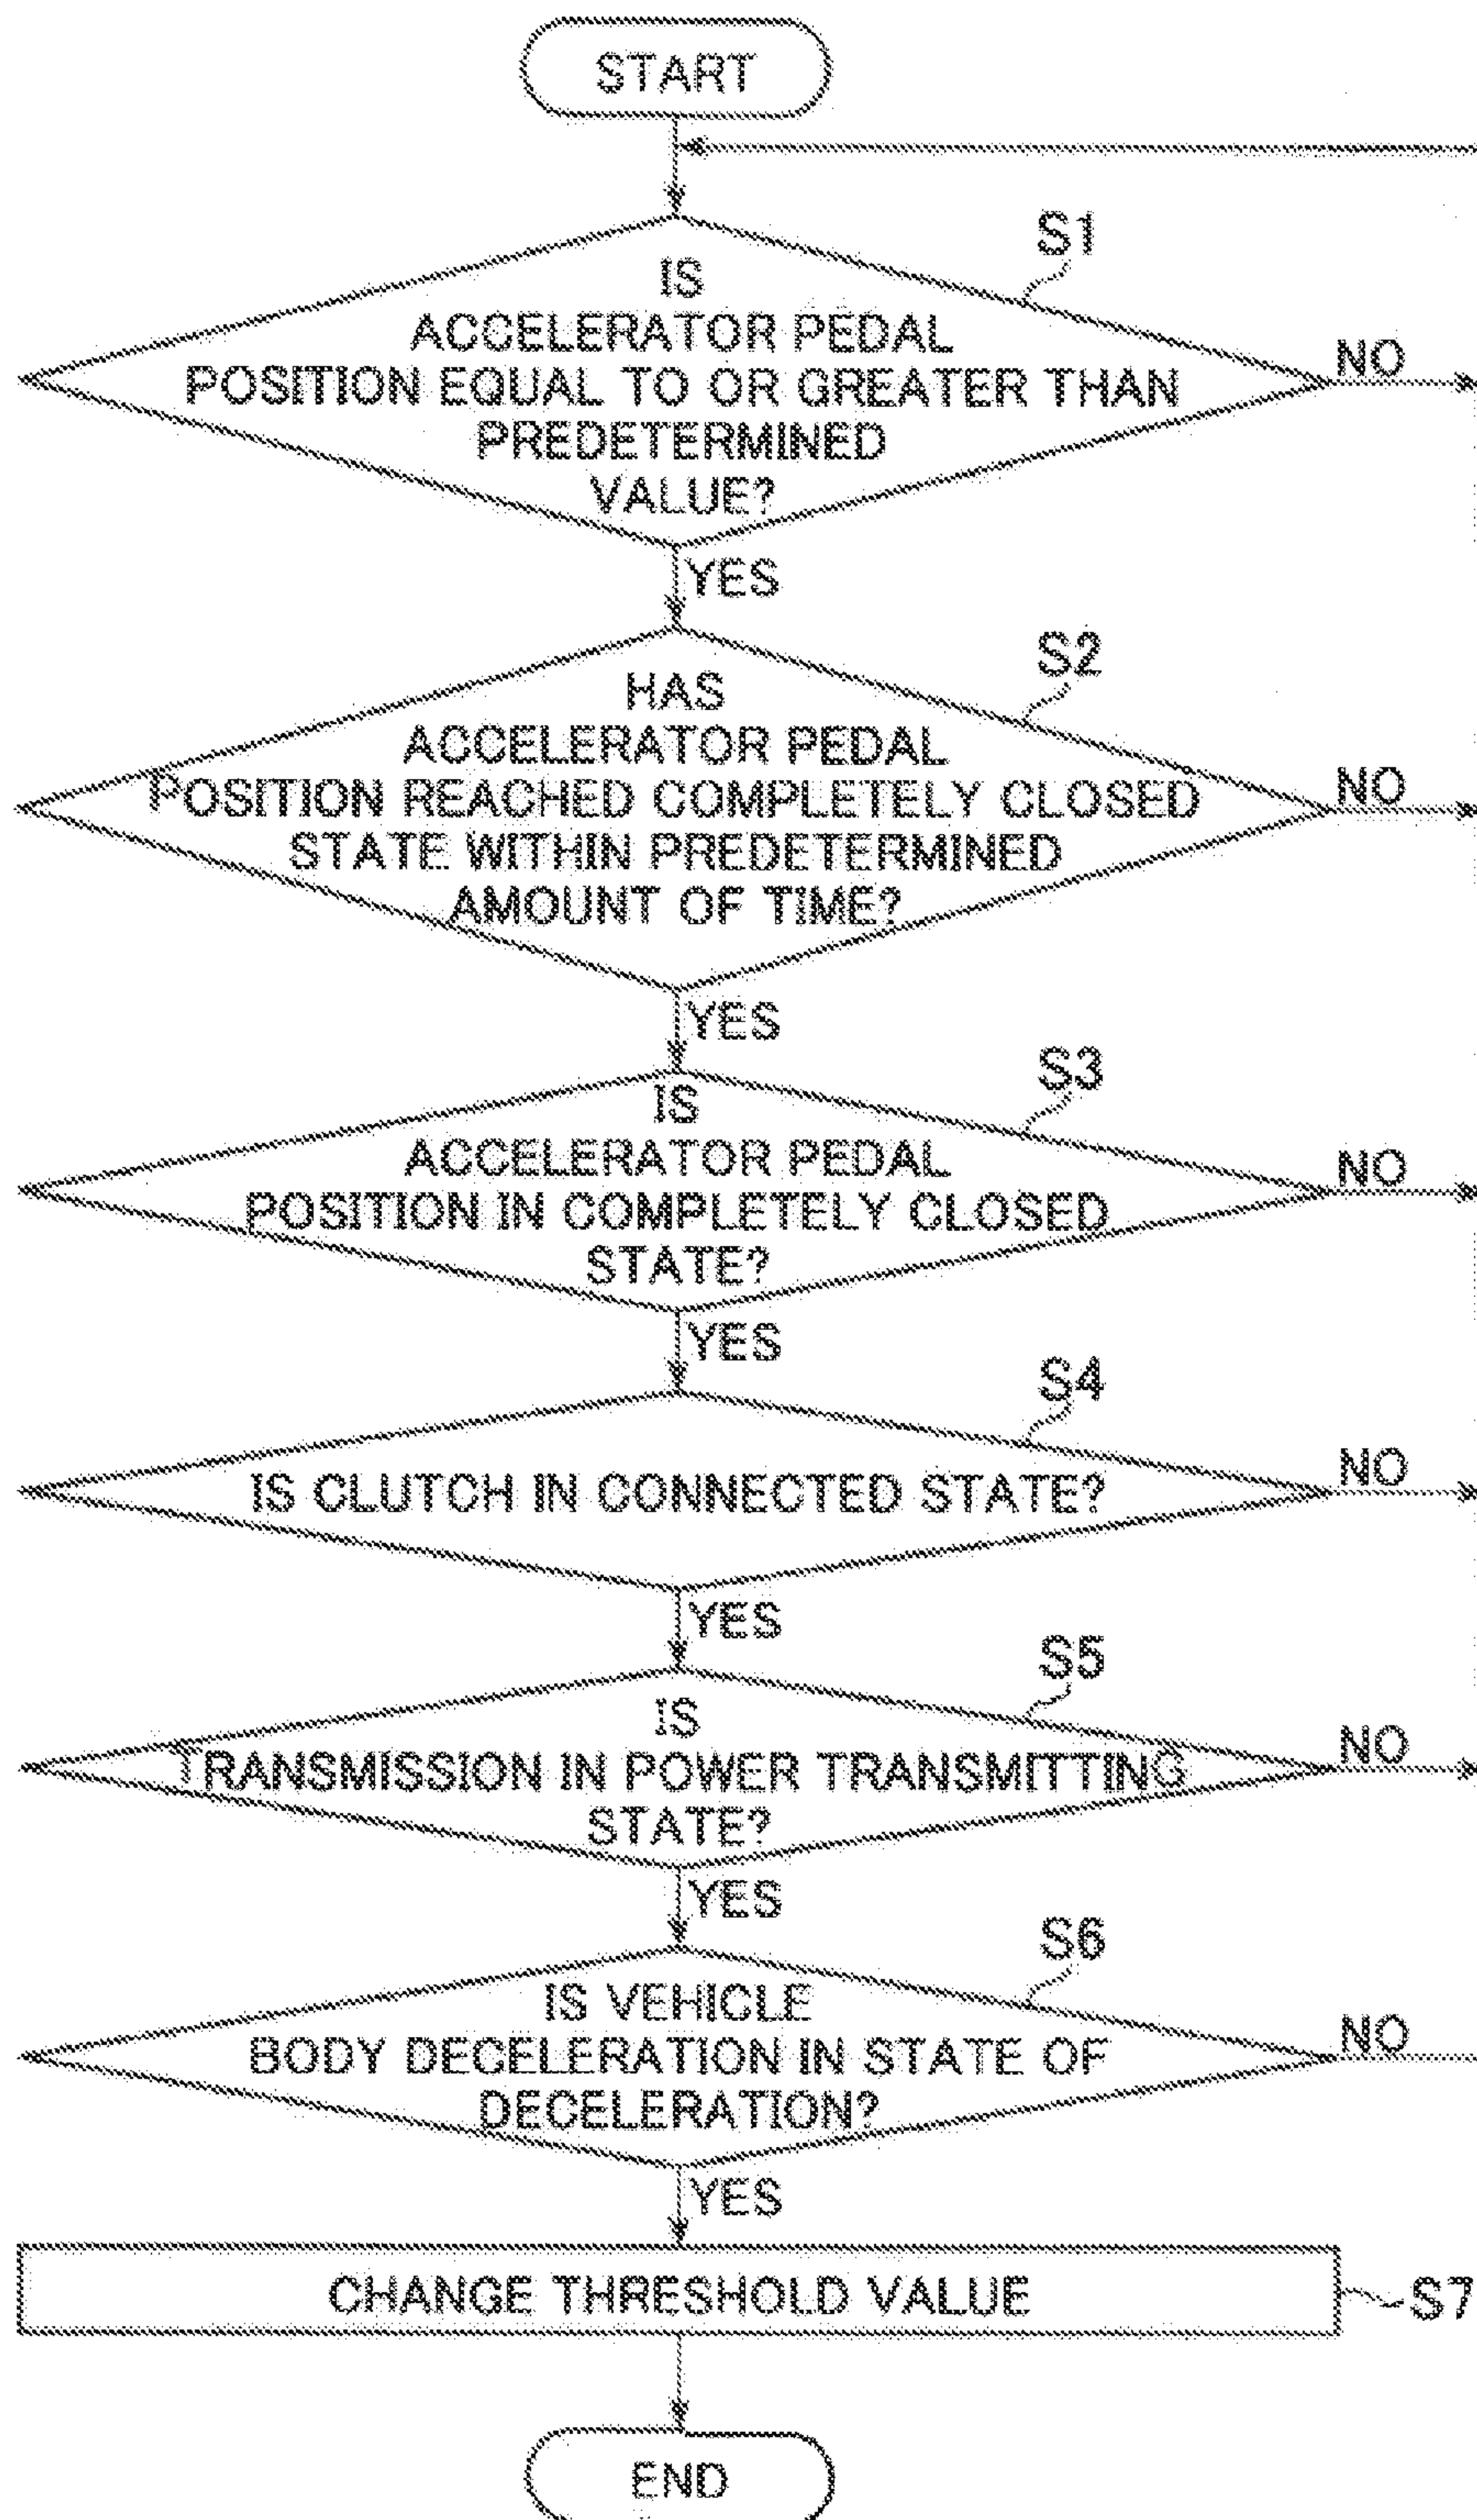 START
S1
IS
ACCELERATOR PEDAL
POSITION EQUAL TO OR GREATER THAN
PREDETERMINED
VALUE?
NO
YES
S2
HAS
ACCELERATOR PEDAL
POSITION REACHED COMPLETELY CLOSED
STATE WITHIN PREDETERMINED
AMOUNT OF TIME?
NO
YES
S3
IS
ACCELERATOR PEDAL
POSITION IN COMPLETELY CLOSED
STATE?
NO
YES
S4
IS CLUTCH IN CONNECTED STATE?
NO
YES
S5
IS
TRANSMISSION IN POWER TRANSMITTING
STATE?
NO
YES
S6
IS VEHICLE
BODY DECELERATION IN STATE OF
DECELERATION?
NO
YES
CHANGE THRESHOLD VALUE
S7
END